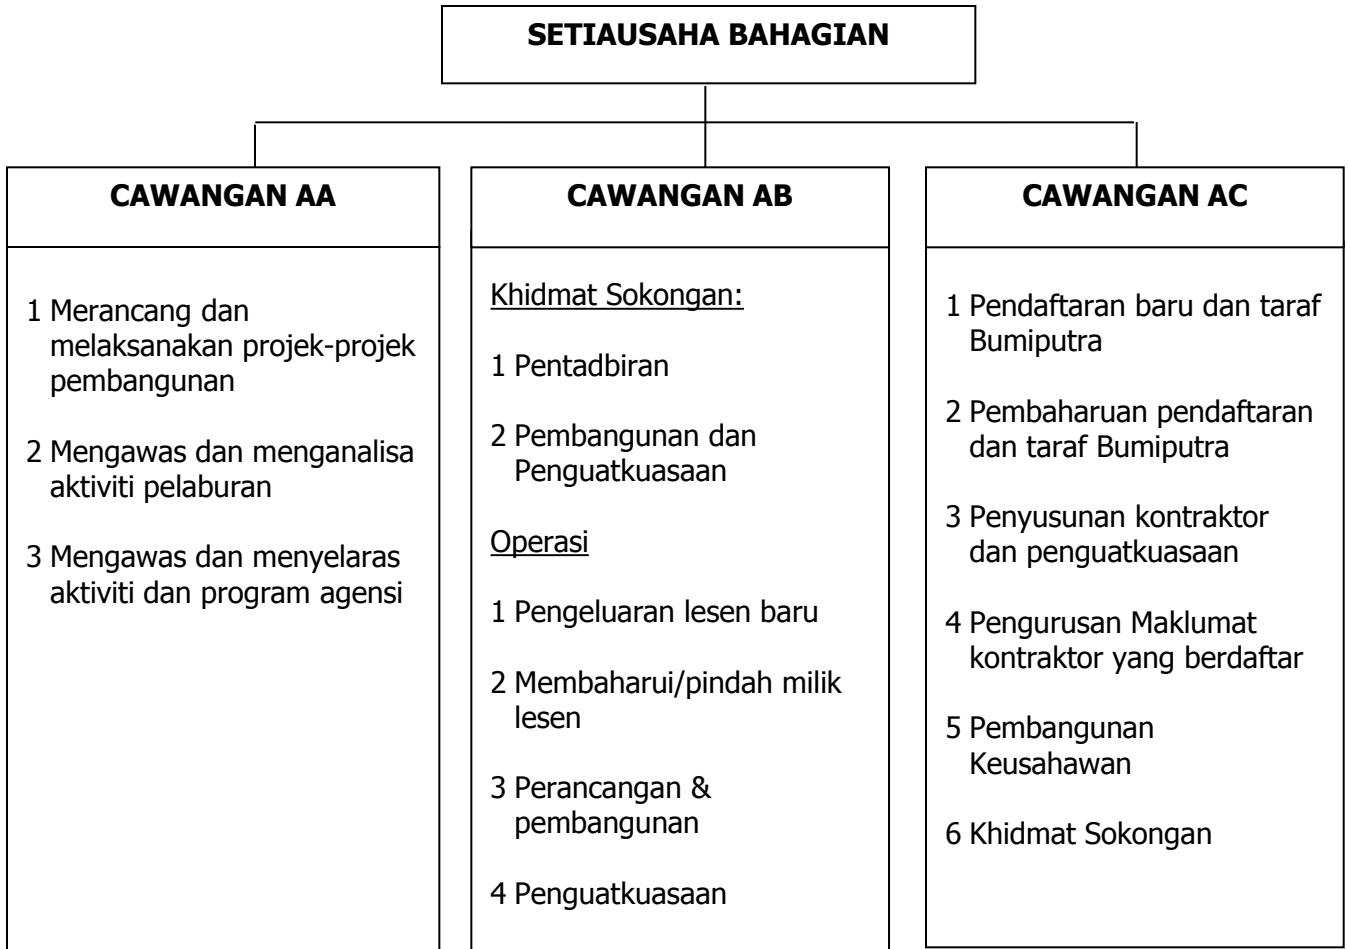 SETIAUSAHA BAHAGIAN
CAWANGAN AA
1 Merancang dan
melaksanakan projek-projek
pembangunan
2 Mengawas dan menganalisa
aktiviti pelaburan
3 Mengawas dan menyelaras
aktiviti dan program agensi
CAWANGAN AB
Khidmat Sokongan:
1 Pentadbiran
2 Pembangunan dan
Penguatkuasaan
Operasi
1 Pengeluaran lesen baru
2 Membaharui/pindah milik
lesen
3 Perancangan &
pembangunan
4 Penguatkuasaan
CAWANGAN AC
1 Pendaftaran baru dan taraf
Bumiputra
2 Pembaharuan pendaftaran
dan taraf Bumiputra
3 Penyusunan kontraktor
dan penguatkuasaan
4 Pengurusan Maklumat
kontraktor yang berdaftar
5 Pembangunan
Keusahawan
6 Khidmat Sokongan